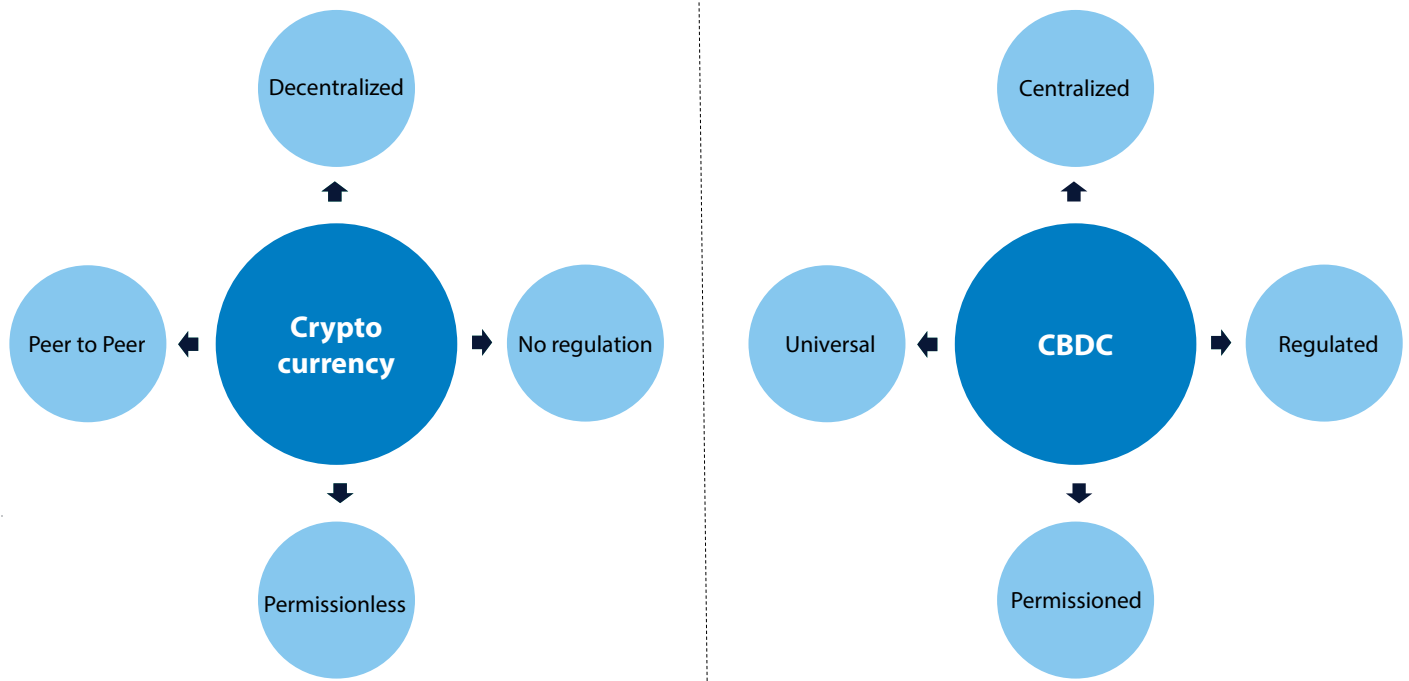 Decentralized
Peer to Peer
Crypto
currency
No regulation
Permissionless
Centralized
Universal
CBDC
Regulated
Permissioned